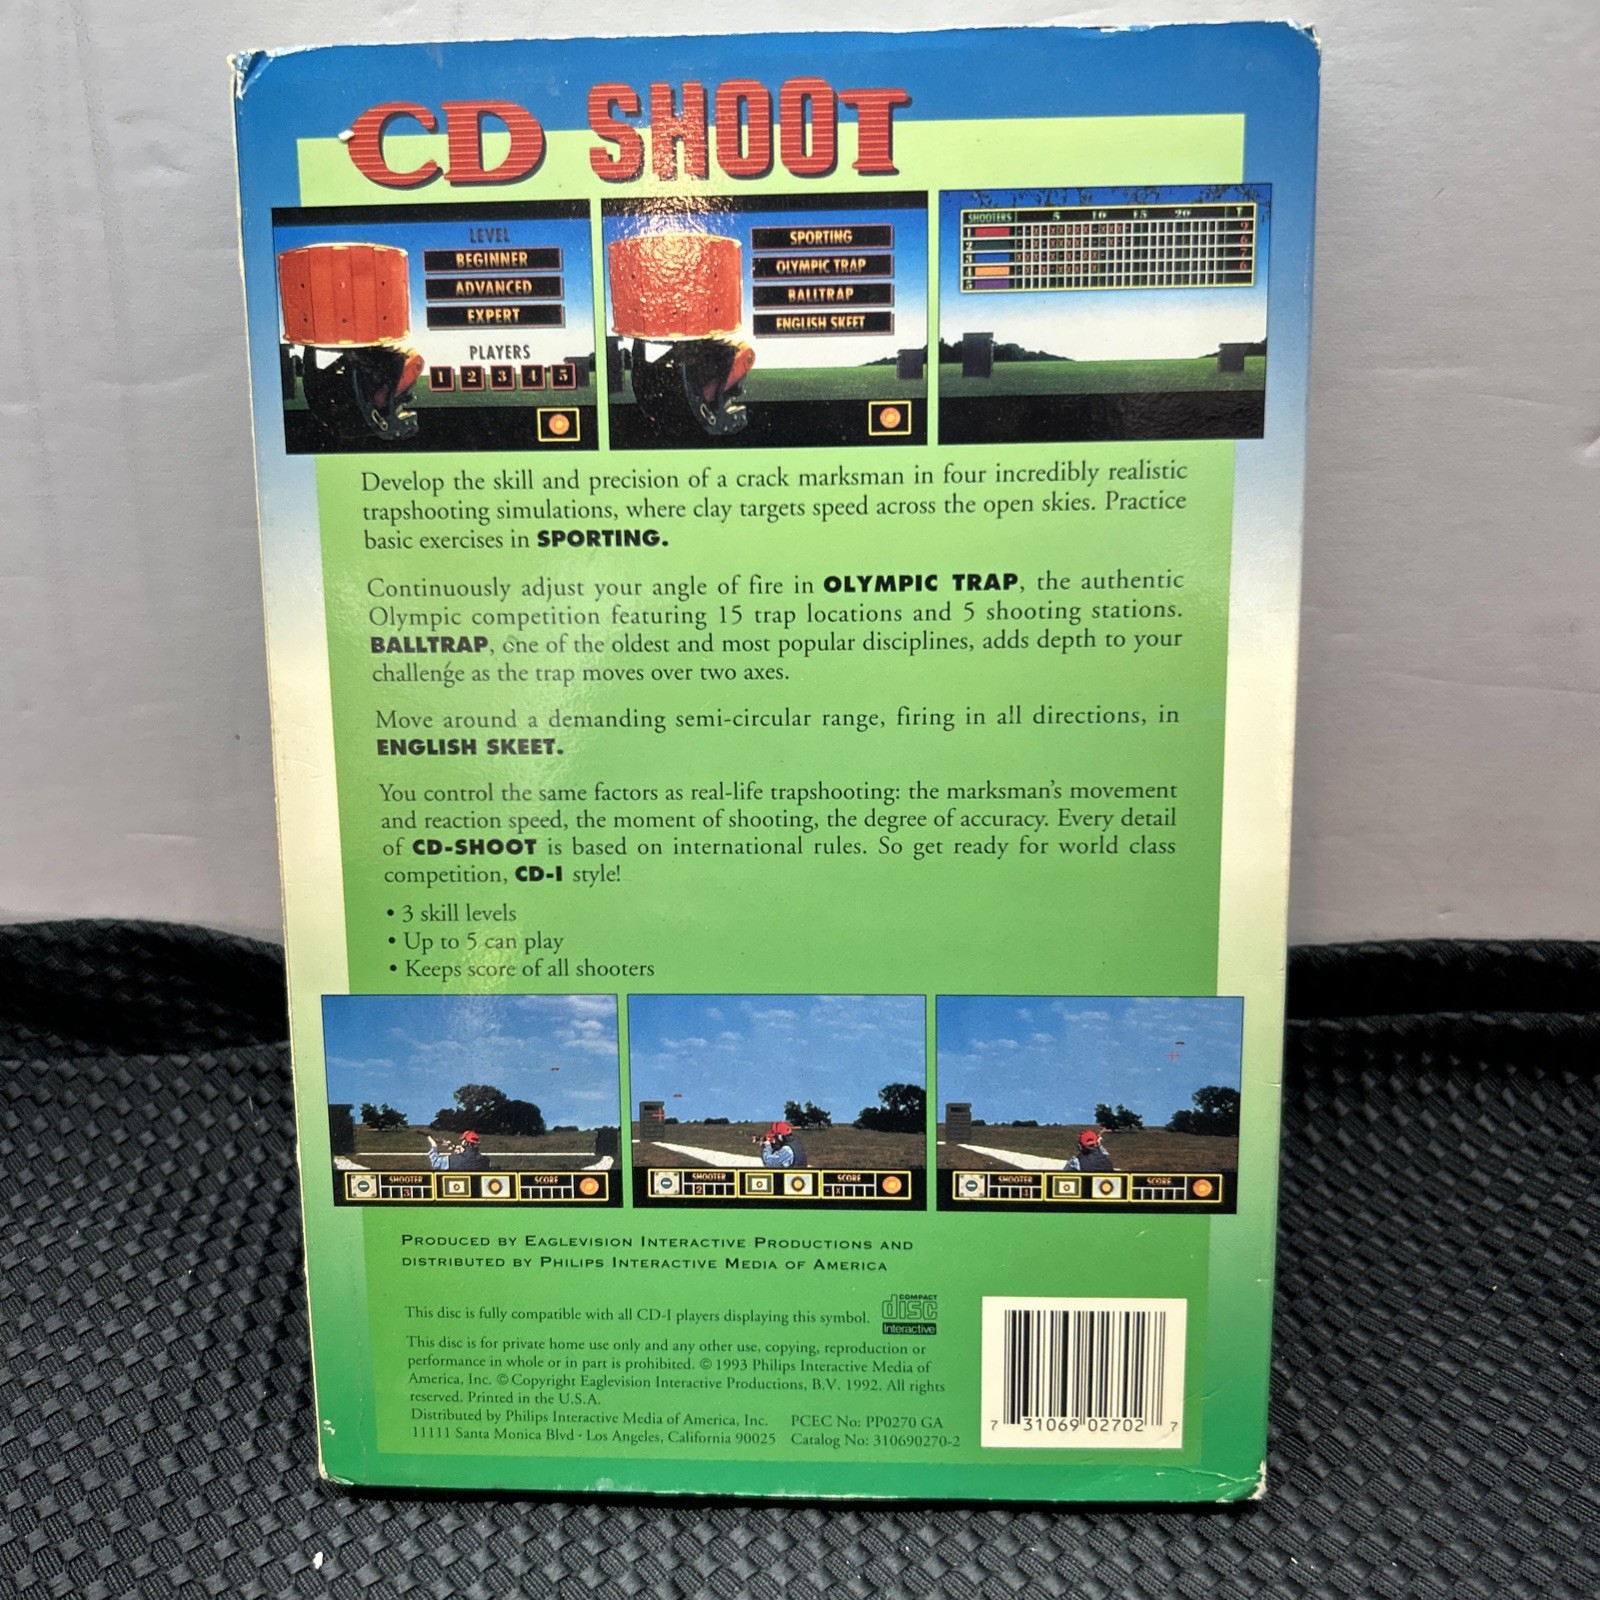 CD SHOOT
LEVEL
BEGINNER
ADVANCED
EXPERT
PLAYERS
1 2 3 4 5
SPORTING
OLYMPIC TRAP
BALLTRAP
ENGLISH SKEET
SHOOTERS 5 10 15 20 T
1
2
3
4
5
Develop the skill and precision of a crack marksman in four incredibly realistic
trapshooting simulations, where clay targets speed across the open skies. Practice
basic exercises in SPORTING.
Continuously adjust your angle of fire in OLYMPIC TRAP, the authentic
Olympic competition featuring 15 trap locations and 5 shooting stations.
BALLTRAP, one of the oldest and most popular disciplines, adds depth to your
challenge as the trap moves over two axes.
Move around a demanding semi-circular range, firing in all directions, in
ENGLISH SKEET.
You control the same factors as real-life trapshooting: the marksman's movement
and reaction speed, the moment of shooting, the degree of accuracy. Every detail
of CD-SHOOT is based on international rules. So get ready for world class
competition, CD-I style!
• 3 skill levels
• Up to 5 can play
• Keeps score of all shooters
SHOOTER 3 SCORE
SHOOTER 2 SCORE
SHOOTER SCORE
PRODUCED BY EAGLEVISION INTERACTIVE PRODUCTIONS AND
DISTRIBUTED BY PHILIPS INTERACTIVE MEDIA OF AMERICA
This disc is fully compatible with all CD-I players displaying this symbol.
COMPACT
disc
Interactive
This disc is for private home use only and any other use, copying, reproduction or
performance in whole or in part is prohibited. © 1993 Philips Interactive Media of
America, Inc. © Copyright Eaglevision Interactive Productions, B.V. 1992. All rights
reserved. Printed in the U.S.A.
Distributed by Philips Interactive Media of America, Inc. PCEC No: PP0270 GA
11111 Santa Monica Blvd · Los Angeles, California 90025 Catalog No: 310690270-2
7 31069 02702 7